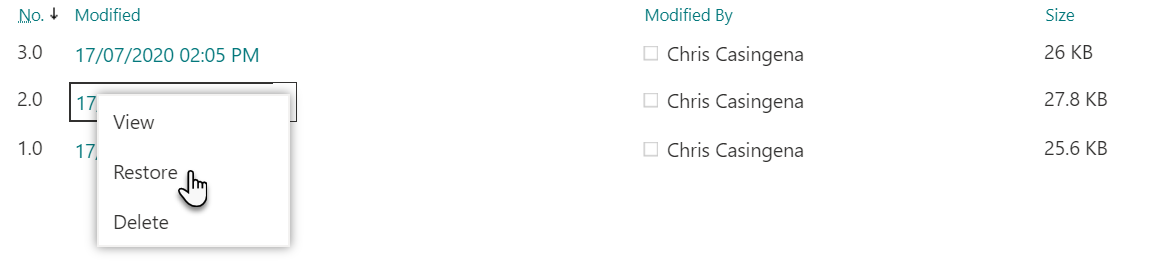 No. ↓ Modified Modified By Size
3.0 17/07/2020 02:05 PM Chris Casingena 26 KB
2.0 17/ Chris Casingena 27.8 KB
View
1.0 17/ Chris Casingena 25.6 KB
Restore
Delete